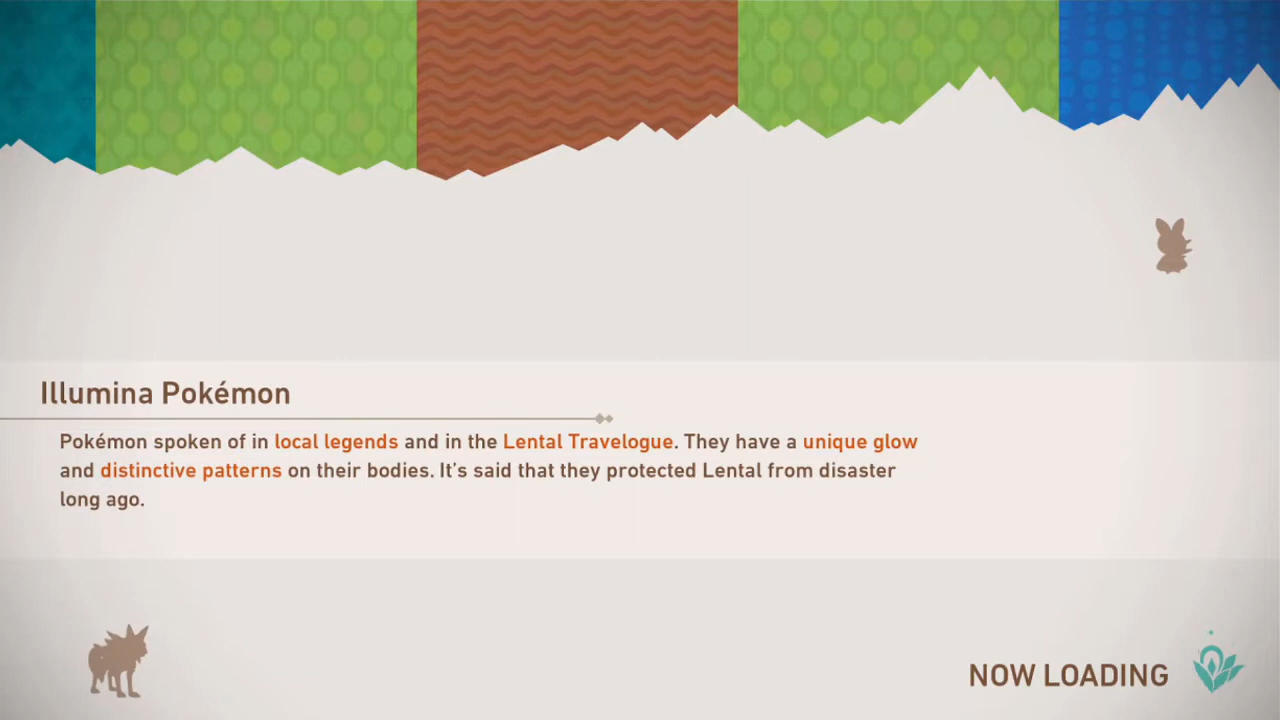 Illumina Pokémon
Pokémon spoken of in local legends and in the Lental Travelogue. They have a unique glow
and distinctive patterns on their bodies. It's said that they protected Lental from disaster
long ago.
NOW LOADING